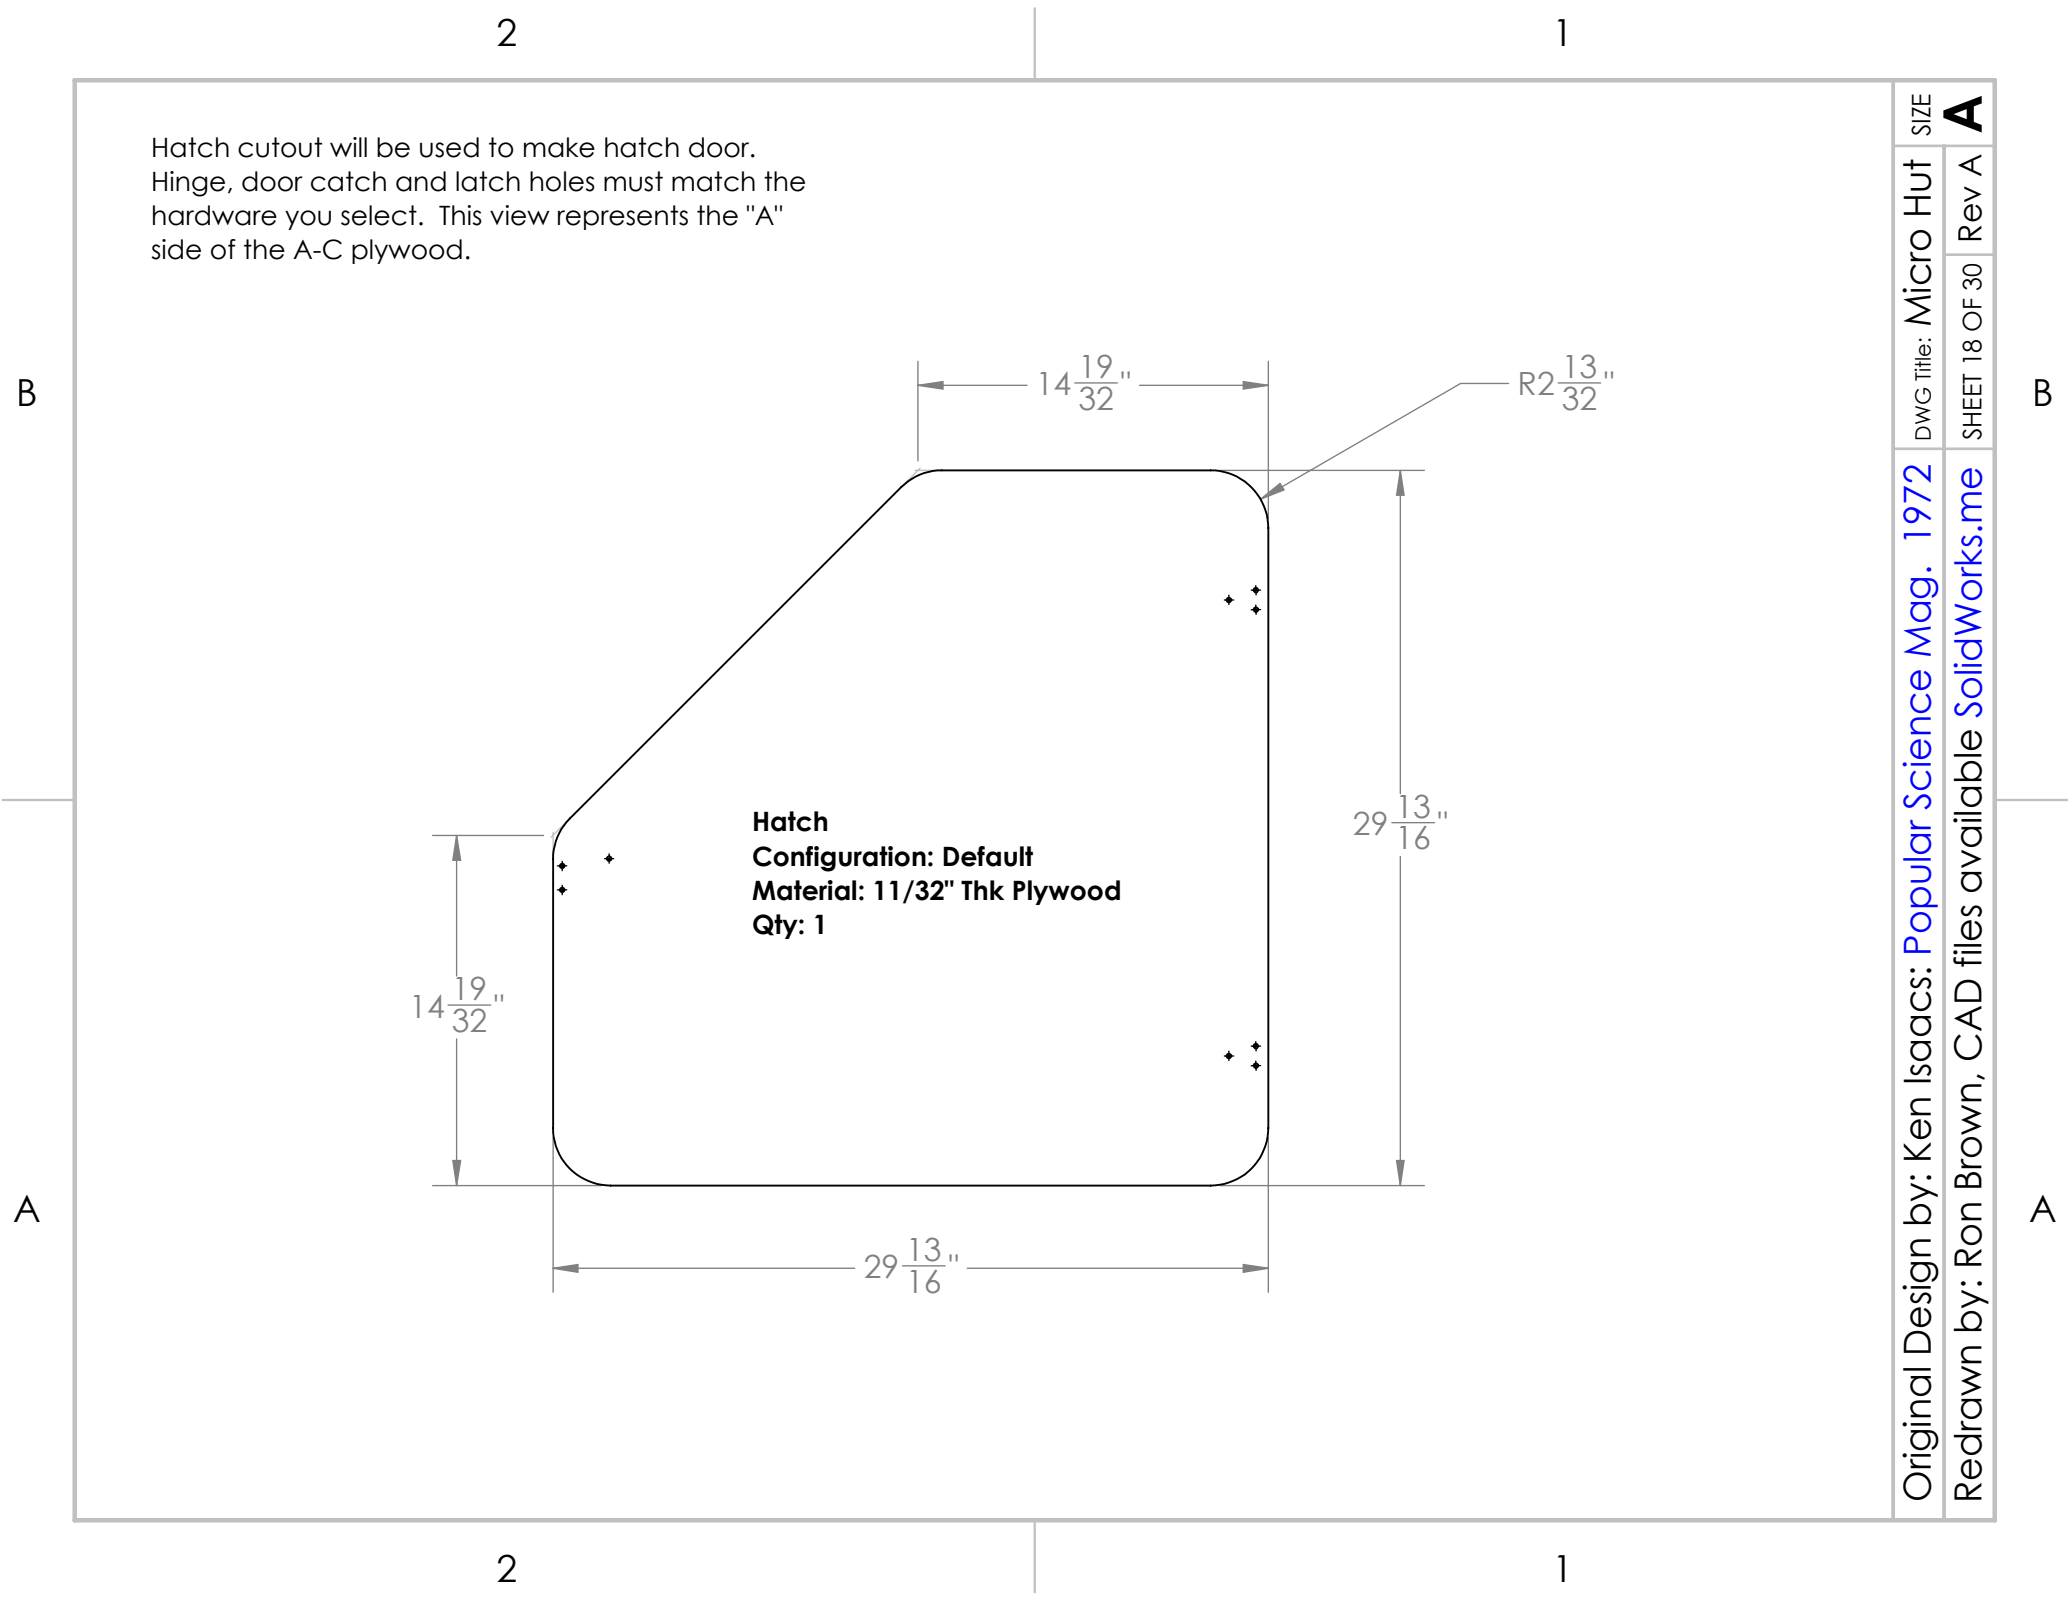 2
1
Hatch cutout will be used to make hatch door.
Hinge, door catch and latch holes must match the
hardware you select.  This view represents the "A"
side of the A-C plywood.
B
B
14 19/32"
R2 13/32"
29 13/16"
14 19/32"
29 13/16"
Hatch
Configuration: Default
Material: 11/32" Thk Plywood
Qty: 1
A
A
2
1
Original Design by: Ken Isaacs: Popular Science Mag.  1972
DWG Title: Micro Hut
SIZE
A
Redrawn by: Ron Brown, CAD files available SolidWorks.me
SHEET 18 OF 30
Rev A